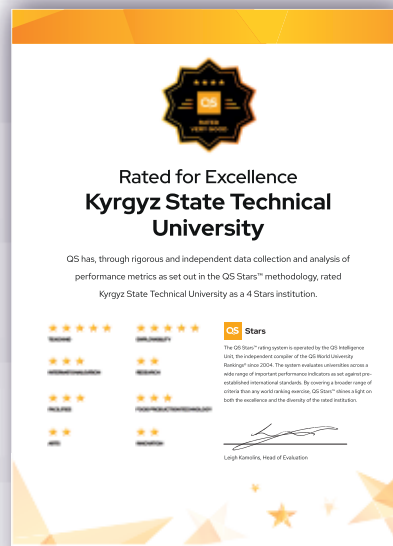 QS
RATED
VERY GOOD
Rated for Excellence
Kyrgyz State Technical
University
QS has, through rigorous and independent data collection and analysis of
performance metrics as set out in the QS Stars™ methodology, rated
Kyrgyz State Technical University as a 4 Stars institution.
TEACHING
EMPLOYABILITY
INTERNATIONALIZATION
RESEARCH
FACILITIES
FOOD PRODUCTION TECHNOLOGY
ARTS
INNOVATION
QS Stars
The QS Stars™ rating system is operated by the QS Intelligence
Unit, the independent compiler of the QS World University
Rankings® since 2004. The system evaluates universities across a
wide range of important performance indicators as set against pre-
established international standards. By covering a broader range of
criteria than any world ranking exercise, QS Stars™ shines a light on
both the excellence and the diversity of the rated institution.
Leigh Kamolins, Head of Evaluation